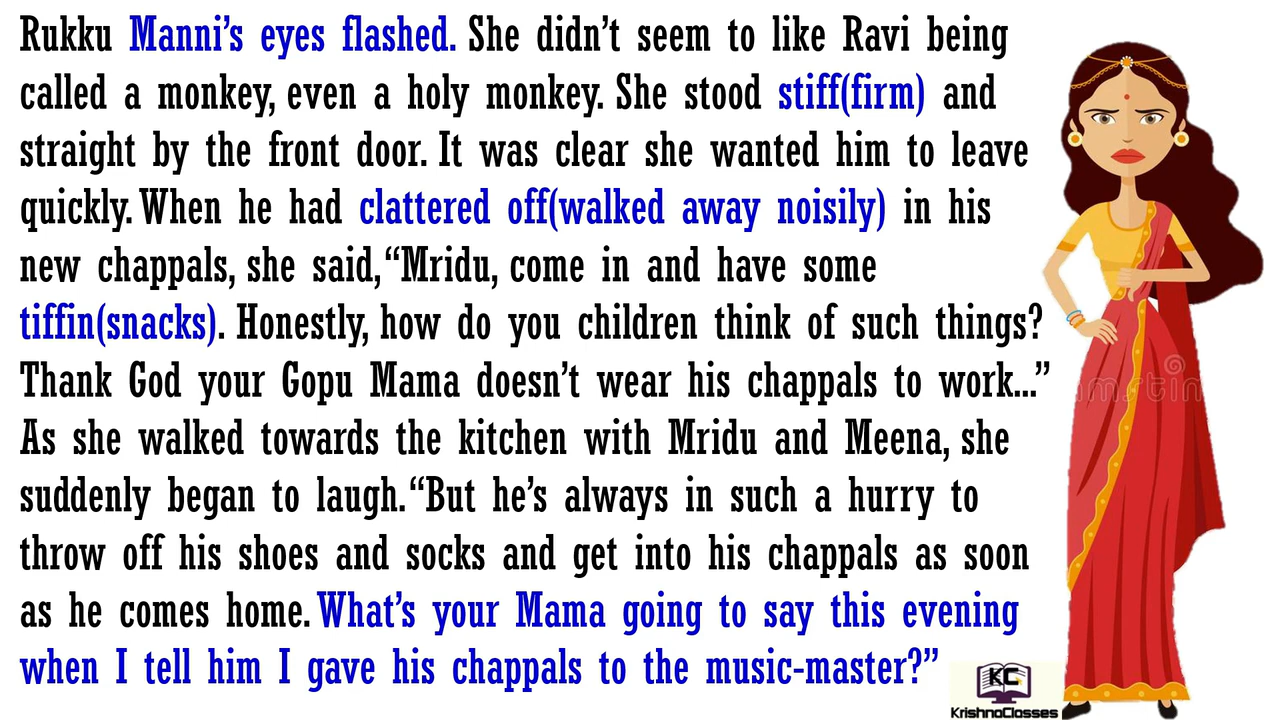 Rukku Manni’s eyes flashed. She didn’t seem to like Ravi being
called a monkey, even a holy monkey. She stood stiff(firm) and
straight by the front door. It was clear she wanted him to leave
quickly. When he had clattered off(walked away noisily) in his
new chappals, she said,“Mridu, come in and have some
tiffin(snacks). Honestly, how do you children think of such things?
Thank God your Gopu Mama doesn’t wear his chappals to work...”
As she walked towards the kitchen with Mridu and Meena, she
suddenly began to laugh.“But he’s always in such a hurry to
throw off his shoes and socks and get into his chappals as soon
as he comes home. What’s your Mama going to say this evening
when I tell him I gave his chappals to the music-master?”
KC
KrishnoClasses